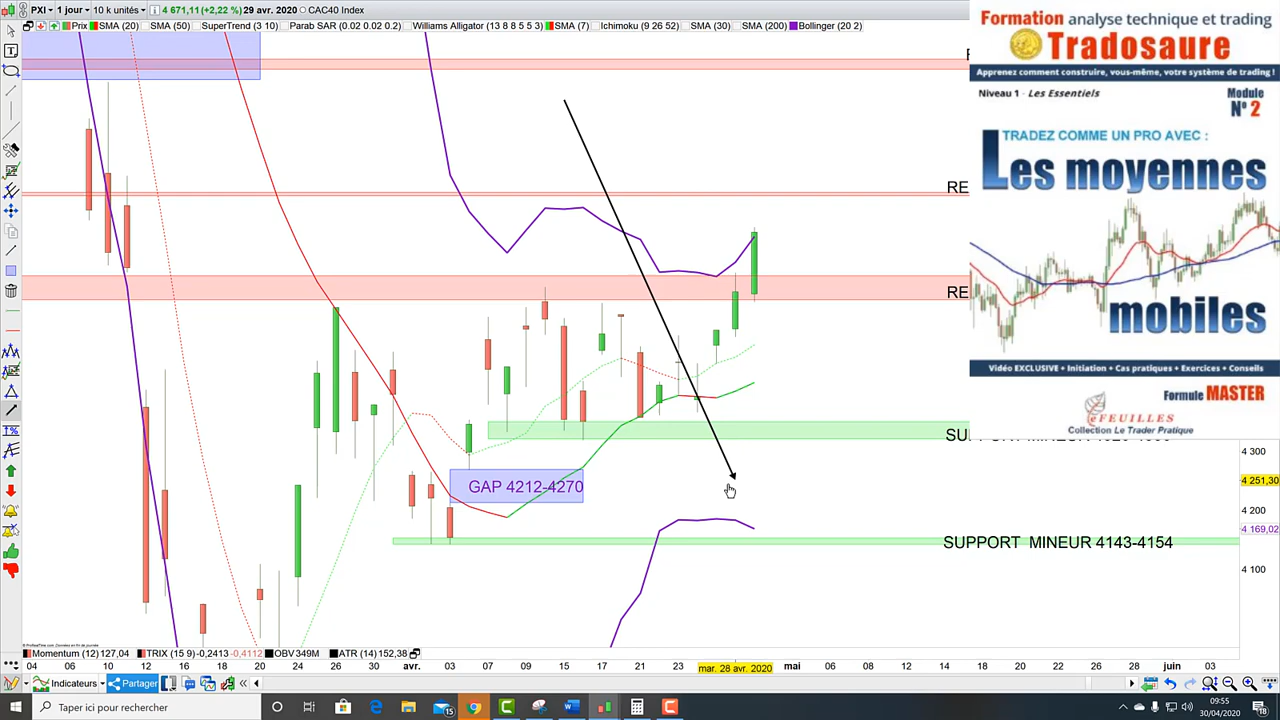 PXI 1 jour 10 k unités 4 671,11 (+2,22 %) 29 avr. 2020 CAC40 Index
Prix SMA (20) SMA (50) SuperTrend (3 10) Parab SAR (0.02 0.02 0.2) Williams Alligator (13 8 8 5 5 3) SMA (7) Ichimoku (9 26 52) SMA (30) SMA (200) Bollinger (20 2)
Formation analyse technique et trading
Tradosaure
Apprenez comment construire, vous-même, votre système de trading !
Niveau 1 - Les Essentiels
Module
N° 2
TRADEZ COMME UN PRO AVEC :
Les moyennes
mobiles
Vidéo EXCLUSIVE + Initiation + Cas pratiques + Exercices + Conseils
Formule MASTER
éFEUILLES
Collection Le Trader Pratique
RE
RE
GAP 4212-4270
SUPPORT MINEUR 4143-4154
4 300
4 251,30
4 200
4 169,02
4 100
Momentum (12) 127,04 TRIX (15 9) -0,2413 -0,4112 OBV 349M ATR (14) 152,38
04 06 08 10 12 14 16 18 20 26 30 avr. 03 07 09 15 17 21 23 mar. 28 avr. 2020 mai 06 08 12 14 18 20 22 26 28 juin 03
Indicateurs Partager
Taper ici pour rechercher
15
09:55
30/04/2020
18